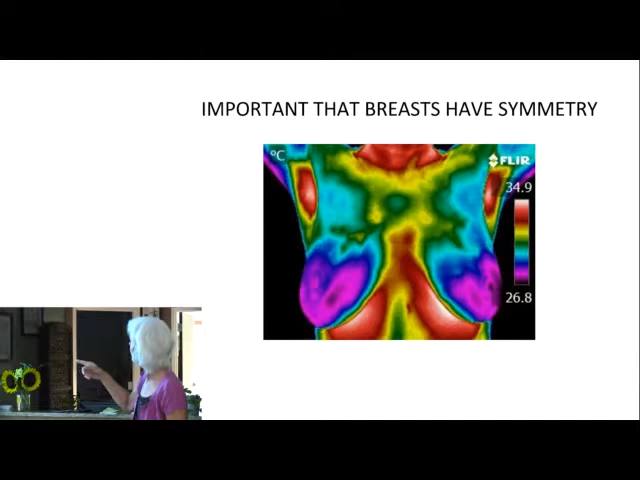 IMPORTANT THAT BREASTS HAVE SYMMETRY
°C
FLIR
34.9
26.8